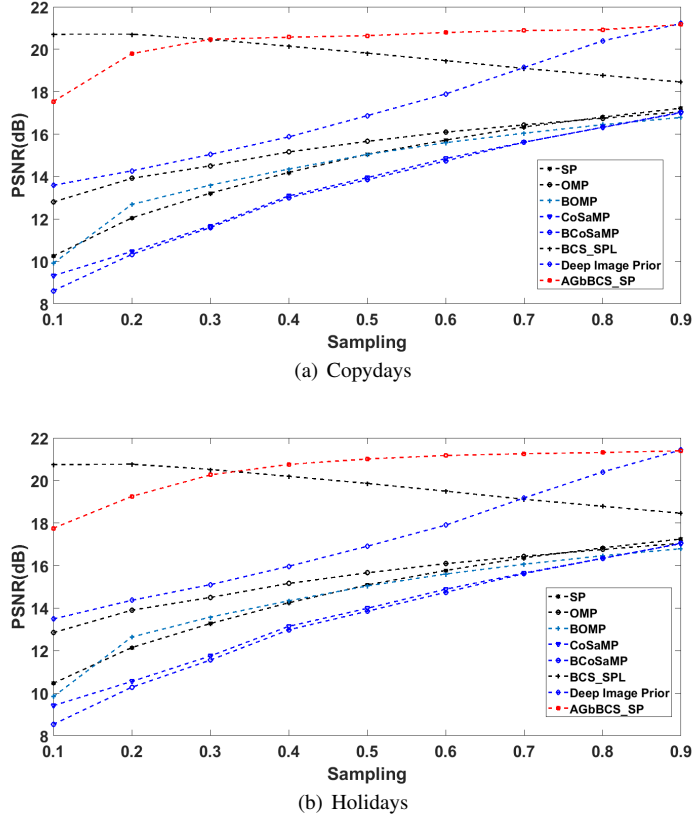 22
20
18
16
14
12
10
8
PSNR(dB)
SP
OMP
BOMP
CoSaMP
BCoSaMP
BCS_SPL
Deep Image Prior
AGbBCS_SP
0.1 0.2 0.3 0.4 0.5 0.6 0.7 0.8 0.9
Sampling
(a) Copydays
22
20
18
16
14
12
10
8
PSNR(dB)
SP
OMP
BOMP
CoSaMP
BCoSaMP
BCS_SPL
Deep Image Prior
AGbBCS_SP
0.1 0.2 0.3 0.4 0.5 0.6 0.7 0.8 0.9
Sampling
(b) Holidays